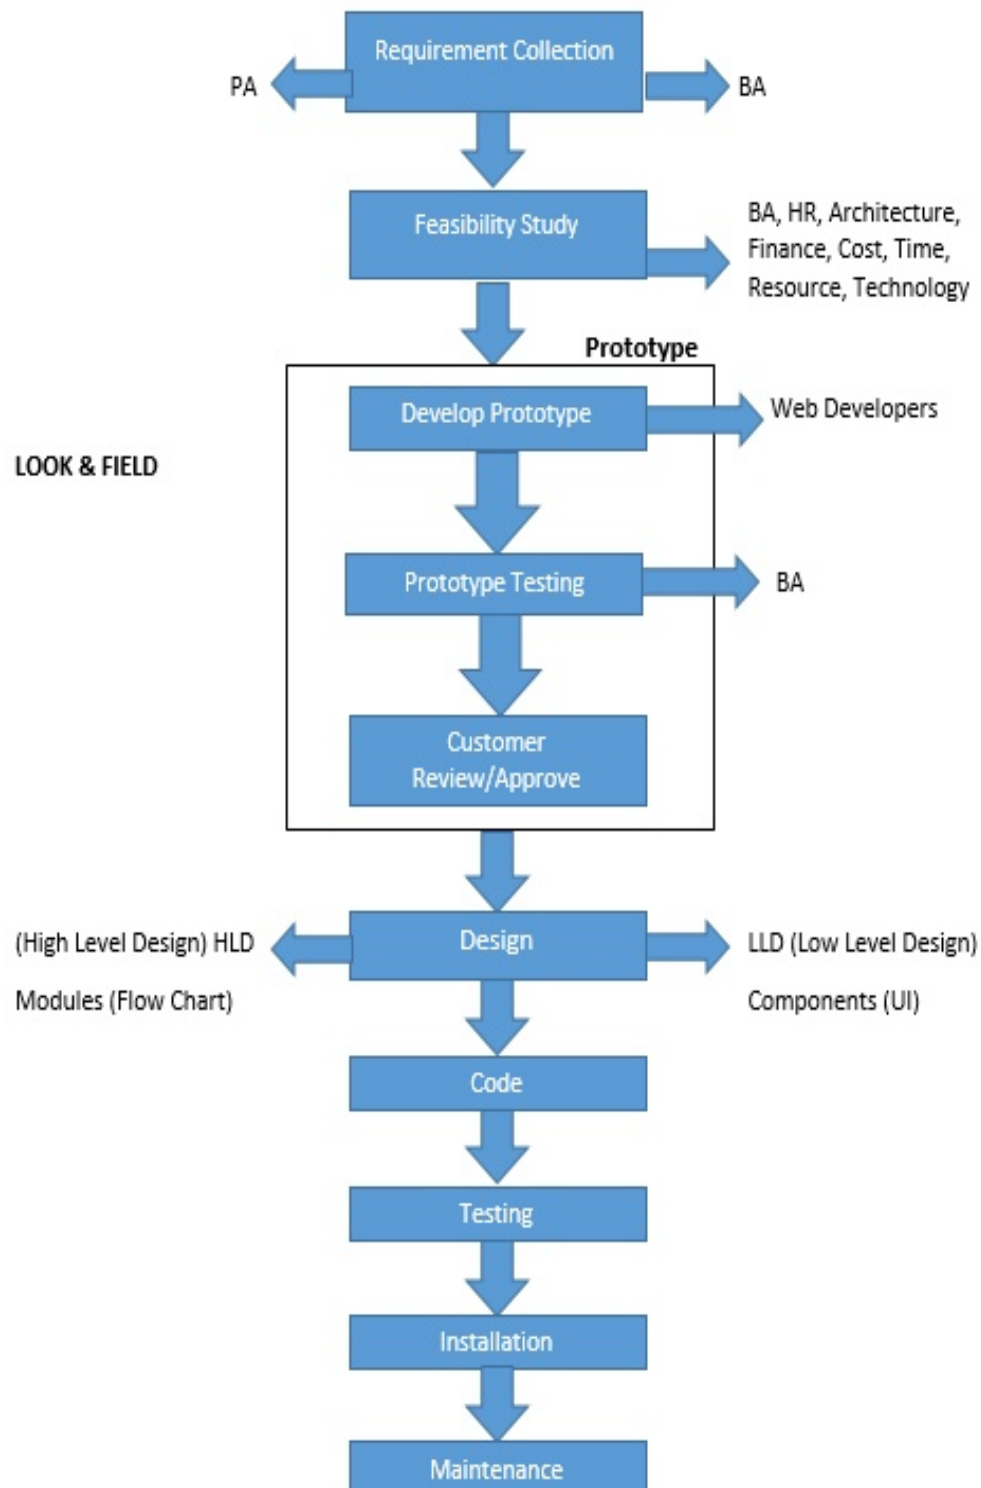 Requirement Collection
PA
BA
Feasibility Study
BA, HR, Architecture,
Finance, Cost, Time,
Resource, Technology
Prototype
Develop Prototype
Web Developers
LOOK & FIELD
Prototype Testing
BA
Customer
Review/Approve
(High Level Design) HLD
Design
LLD (Low Level Design)
Modules (Flow Chart)
Components (UI)
Code
Testing
Installation
Maintenance